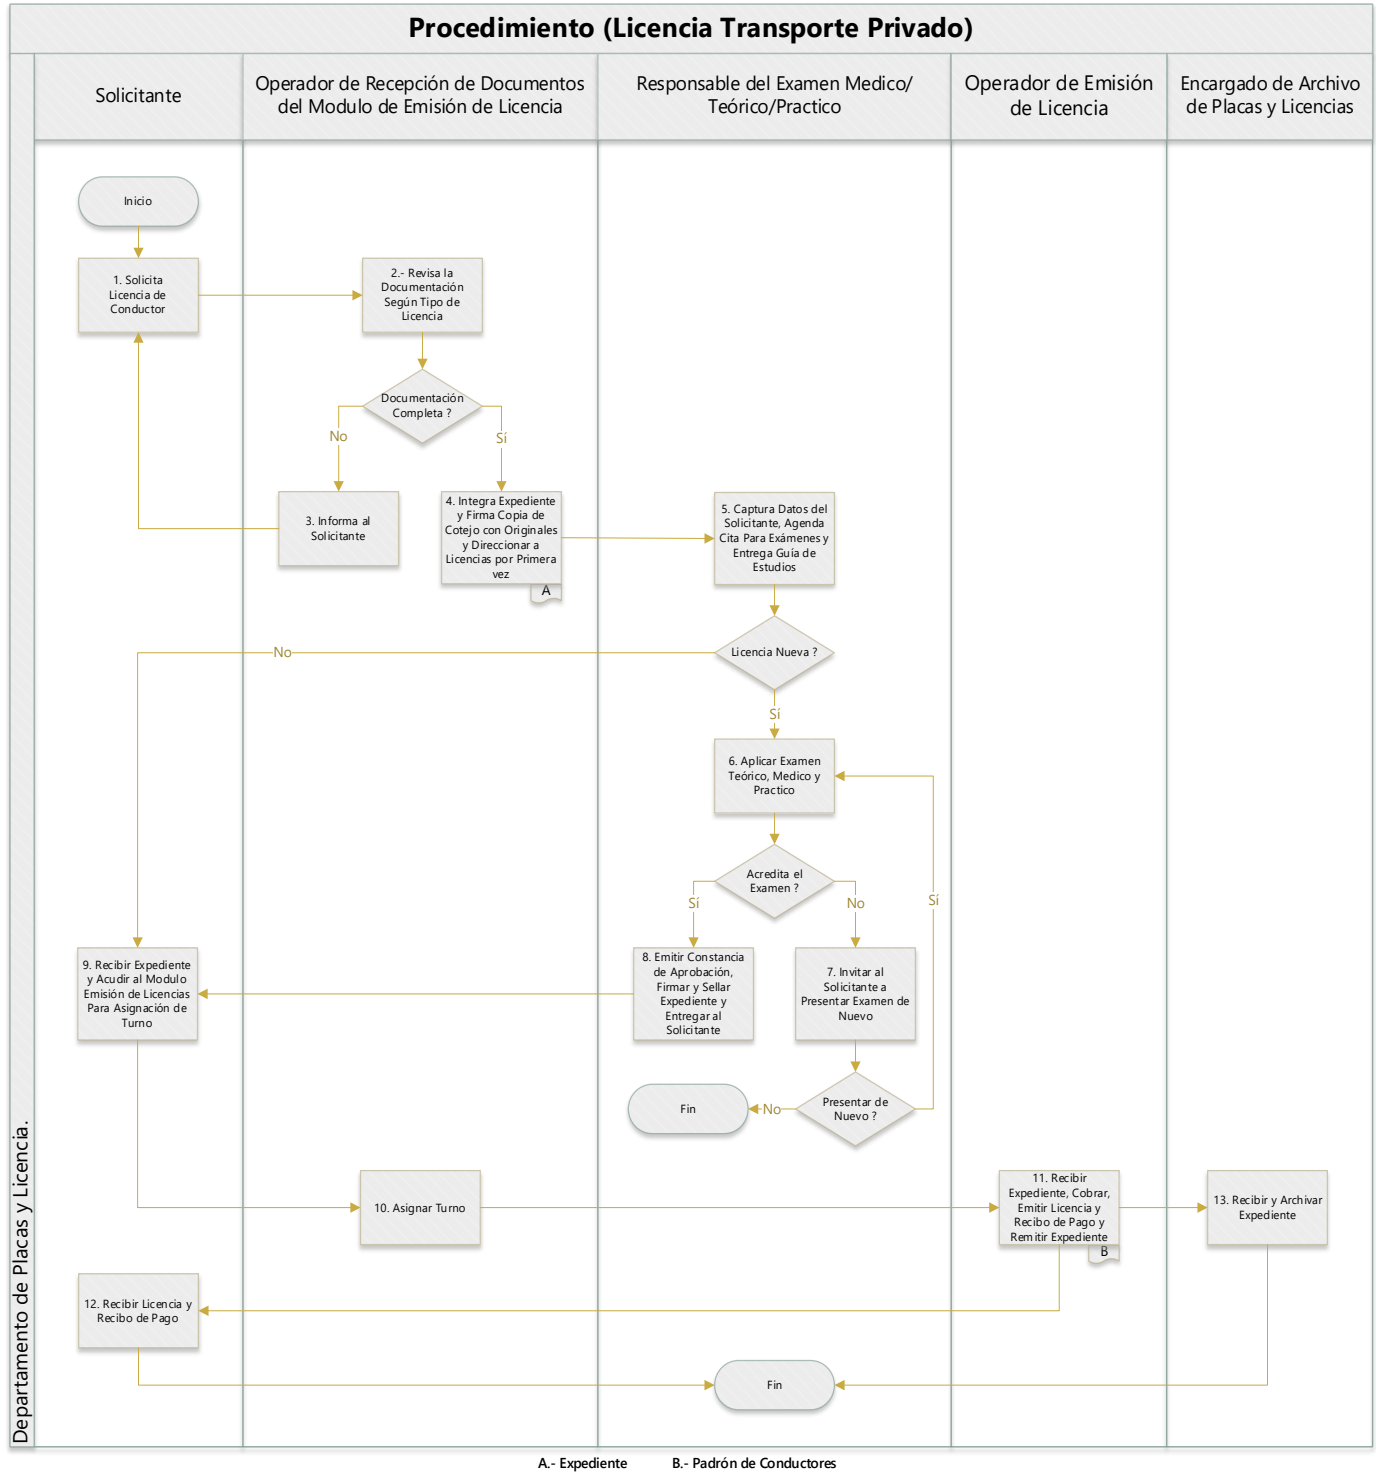 Procedimiento (Licencia Transporte Privado)
Departamento de Placas y Licencia.
Solicitante
Operador de Recepción de Documentos
del Modulo de Emisión de Licencia
Responsable del Examen Medico/
Teórico/Practico
Operador de Emisión
de Licencia
Encargado de Archivo
de Placas y Licencias
Inicio
1. Solicita
Licencia de
Conductor
2.- Revisa la
Documentación
Según Tipo de
Licencia
Documentación
Completa ?
No
Sí
3. Informa al
Solicitante
4. Integra Expediente
y Firma Copia de
Cotejo con Originales
y Direccionar a
Licencias por Primera
vez
A
5. Captura Datos del
Solicitante, Agenda
Cita Para Exámenes y
Entrega Guía de
Estudios
Licencia Nueva ?
No
Sí
6. Aplicar Examen
Teórico, Medico y
Practico
Acredita el
Examen ?
Sí
No
Sí
8. Emitir Constancia
de Aprobación,
Firmar y Sellar
Expediente y
Entregar al
Solicitante
7. Invitar al
Solicitante a
Presentar Examen de
Nuevo
9. Recibir Expediente
y Acudir al Modulo
Emisión de Licencias
Para Asignación de
Turno
Presentar de
Nuevo ?
No
Fin
10. Asignar Turno
11. Recibir
Expediente, Cobrar,
Emitir Licencia y
Recibo de Pago y
Remitir Expediente
B
13. Recibir y Archivar
Expediente
12. Recibir Licencia y
Recibo de Pago
Fin
A.- Expediente B.- Padrón de Conductores